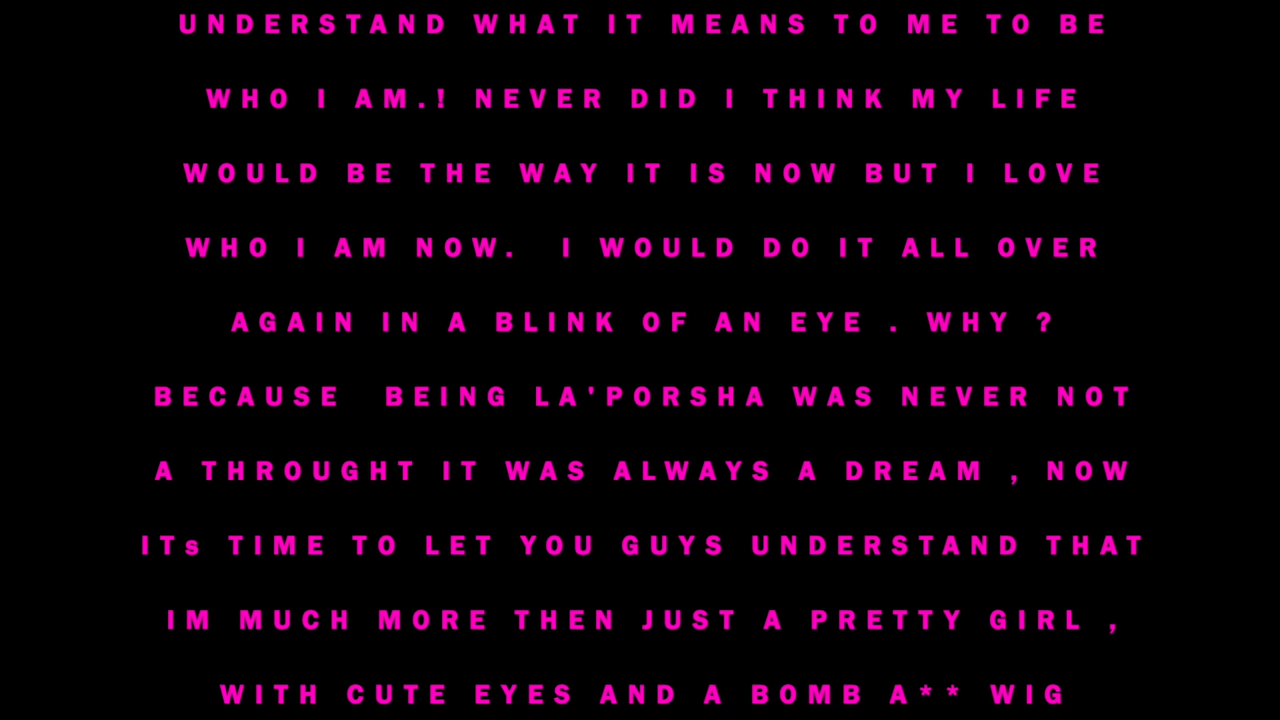 UNDERSTAND WHAT IT MEANS TO ME TO BE
WHO I AM.! NEVER DID I THINK MY LIFE
WOULD BE THE WAY IT IS NOW BUT I LOVE
WHO I AM NOW.  I WOULD DO IT ALL OVER
AGAIN IN A BLINK OF AN EYE . WHY ?
BECAUSE  BEING LA'PORSHA WAS NEVER NOT
A THROUGHT IT WAS ALWAYS A DREAM , NOW
ITs TIME TO LET YOU GUYS UNDERSTAND THAT
IM MUCH MORE THEN JUST A PRETTY GIRL ,
WITH CUTE EYES AND A BOMB A** WIG